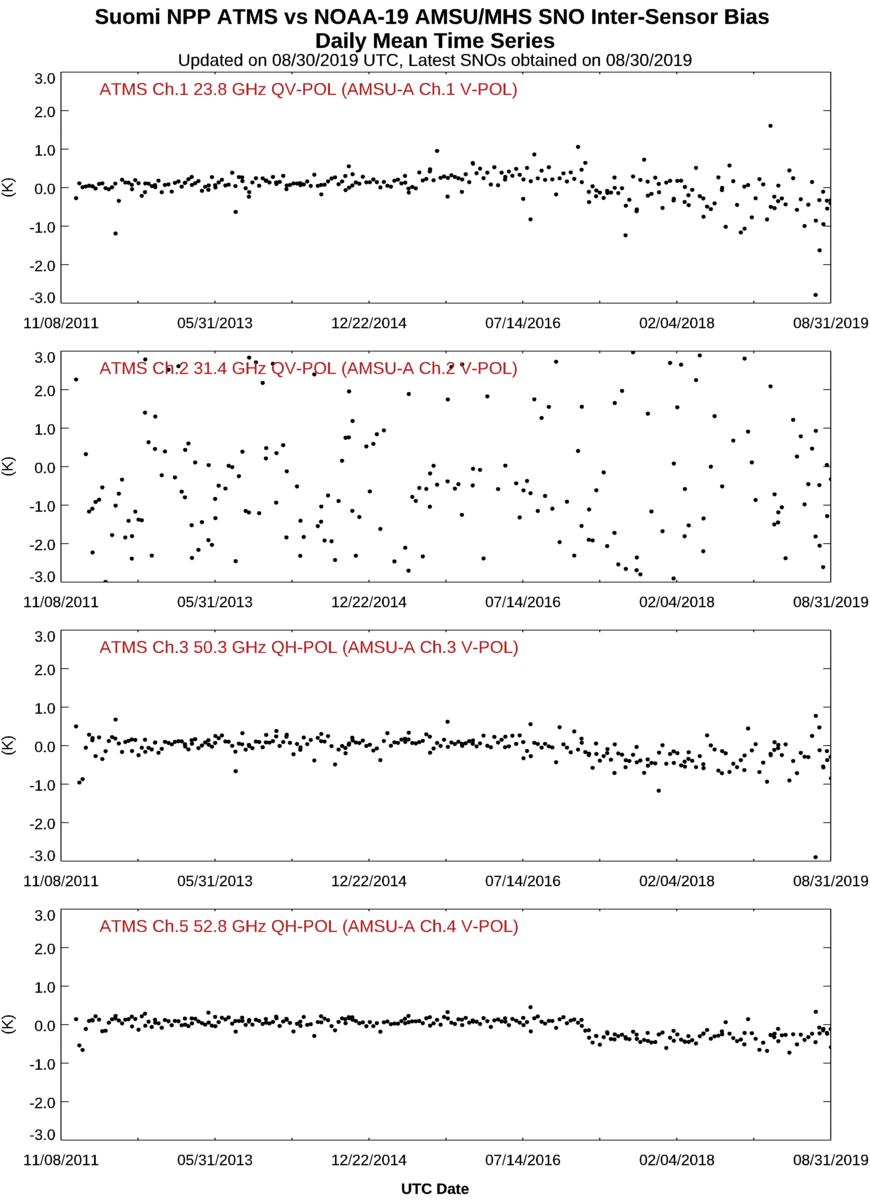 Suomi NPP ATMS vs NOAA-19 AMSU/MHS SNO Inter-Sensor Bias
Daily Mean Time Series
Updated on 08/30/2019 UTC, Latest SNOs obtained on 08/30/2019
ATMS Ch.1 23.8 GHz QV-POL (AMSU-A Ch.1 V-POL)
3.0
2.0
1.0
0.0
-1.0
-2.0
-3.0
(K)
11/08/2011 05/31/2013 12/22/2014 07/14/2016 02/04/2018 08/31/2019
ATMS Ch.2 31.4 GHz QV-POL (AMSU-A Ch.2 V-POL)
3.0
2.0
1.0
0.0
-1.0
-2.0
-3.0
(K)
11/08/2011 05/31/2013 12/22/2014 07/14/2016 02/04/2018 08/31/2019
ATMS Ch.3 50.3 GHz QH-POL (AMSU-A Ch.3 V-POL)
3.0
2.0
1.0
0.0
-1.0
-2.0
-3.0
(K)
11/08/2011 05/31/2013 12/22/2014 07/14/2016 02/04/2018 08/31/2019
ATMS Ch.5 52.8 GHz QH-POL (AMSU-A Ch.4 V-POL)
3.0
2.0
1.0
0.0
-1.0
-2.0
-3.0
(K)
11/08/2011 05/31/2013 12/22/2014 07/14/2016 02/04/2018 08/31/2019
UTC Date